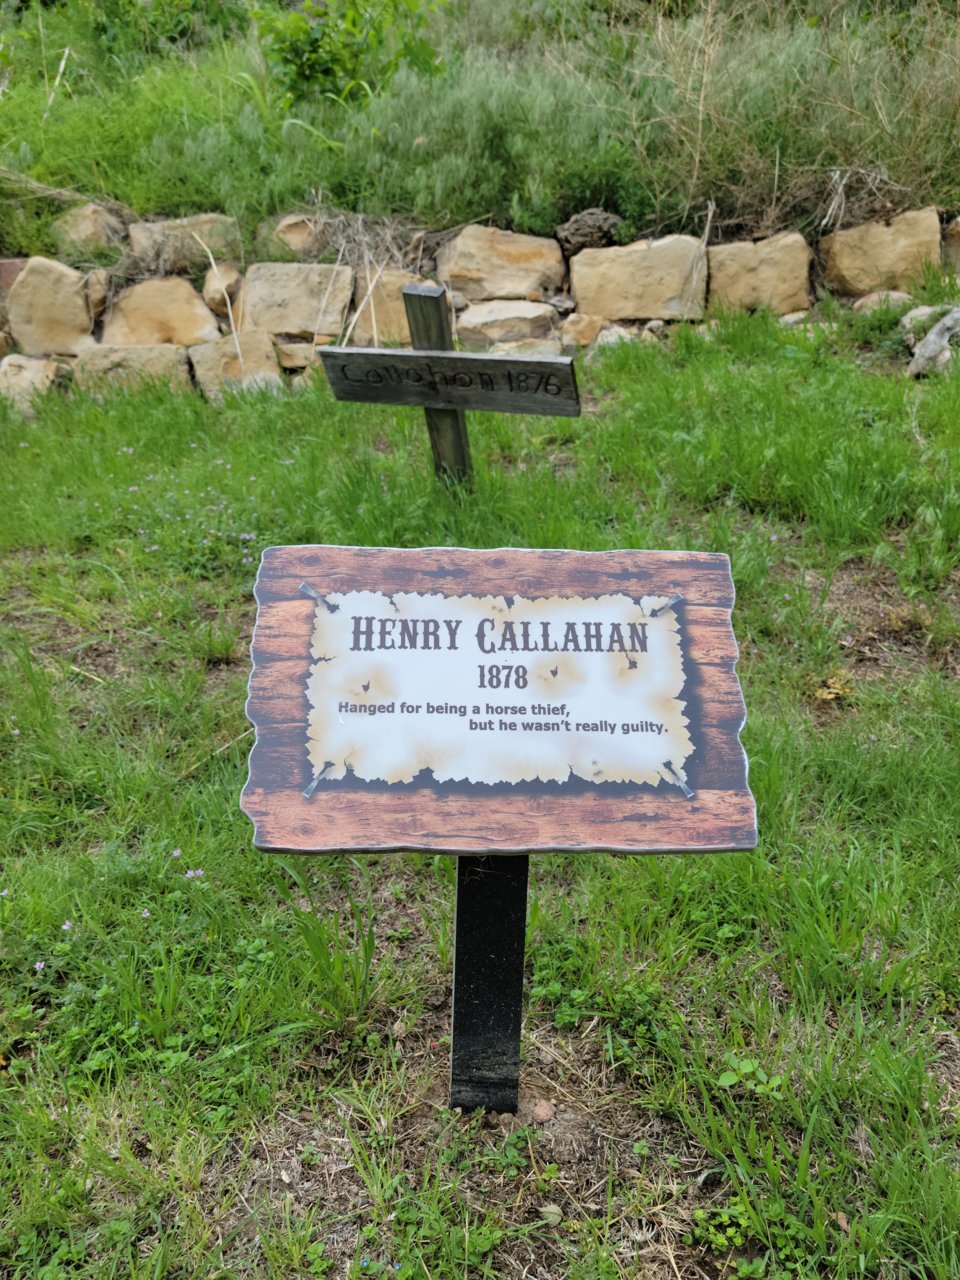 Callahan 1876
HENRY CALLAHAN
1878
Hanged for being a horse thief,
but he wasn't really guilty.